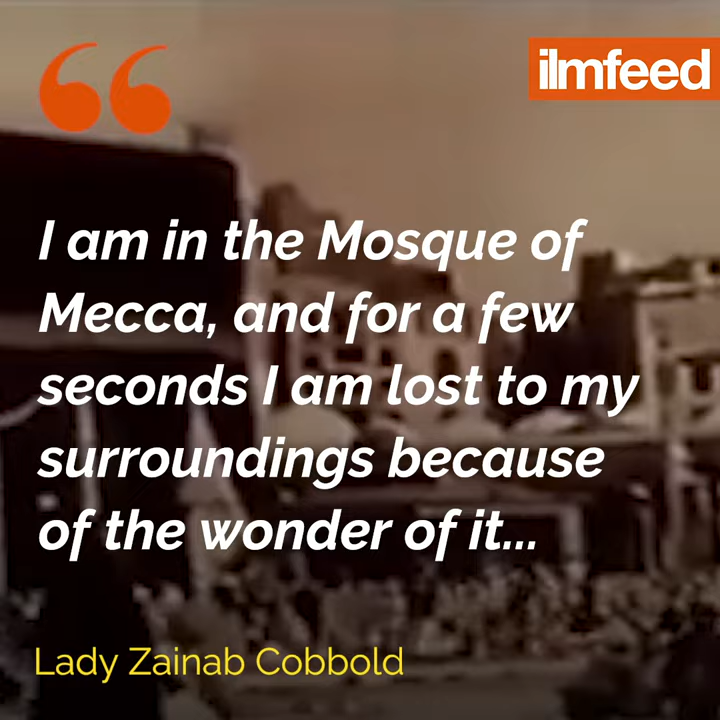 ilmfeed
I am in the Mosque of
Mecca, and for a few
seconds I am lost to my
surroundings because
of the wonder of it...
Lady Zainab Cobbold